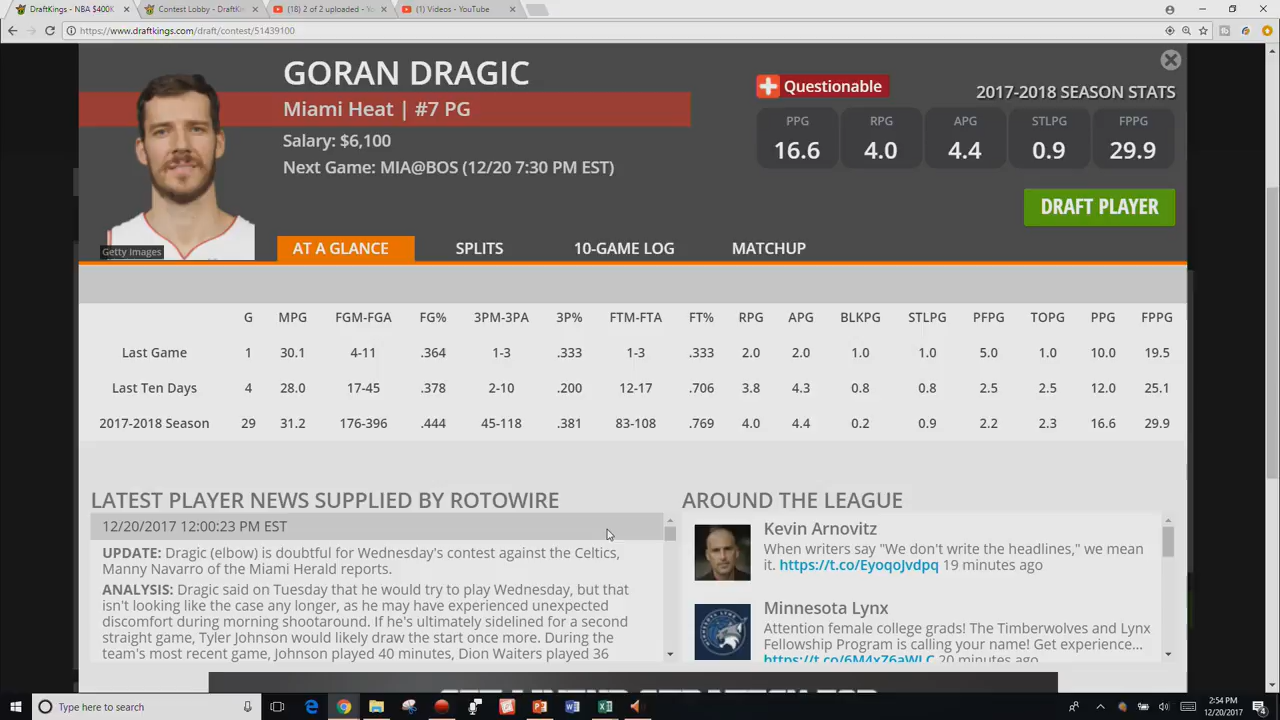 DraftKings - NBA $400K
Contest Lobby - DraftKi
(18) 2 of 2 uploaded - Yo
(1) Videos - YouTube
https://www.draftkings.com/draft/contest/51439100
GORAN DRAGIC
Miami Heat | #7 PG
Salary: $6,100
Next Game: MIA@BOS (12/20 7:30 PM EST)
Questionable
2017-2018 SEASON STATS
PPG RPG APG STLPG FPPG
16.6 4.0 4.4 0.9 29.9
DRAFT PLAYER
Getty Images
AT A GLANCE SPLITS 10-GAME LOG MATCHUP
G MPG FGM-FGA FG% 3PM-3PA 3P% FTM-FTA FT% RPG APG BLKPG STLPG PFPG TOPG PPG FPPG
Last Game 1 30.1 4-11 .364 1-3 .333 1-3 .333 2.0 2.0 1.0 1.0 5.0 1.0 10.0 19.5
Last Ten Days 4 28.0 17-45 .378 2-10 .200 12-17 .706 3.8 4.3 0.8 0.8 2.5 2.5 12.0 25.1
2017-2018 Season 29 31.2 176-396 .444 45-118 .381 83-108 .769 4.0 4.4 0.2 0.9 2.2 2.3 16.6 29.9
LATEST PLAYER NEWS SUPPLIED BY ROTOWIRE
12/20/2017 12:00:23 PM EST
UPDATE: Dragic (elbow) is doubtful for Wednesday's contest against the Celtics,
Manny Navarro of the Miami Herald reports.
ANALYSIS: Dragic said on Tuesday that he would try to play Wednesday, but that
isn't looking like the case any longer, as he may have experienced unexpected
discomfort during morning shootaround. If he's ultimately sidelined for a second
straight game, Tyler Johnson would likely draw the start once more. During the
team's most recent game, Johnson played 40 minutes, Dion Waiters played 36
AROUND THE LEAGUE
Kevin Arnovitz
When writers say "We don't write the headlines," we mean
it. https://t.co/EyoqoJvdpq 19 minutes ago
Minnesota Lynx
Attention female college grads! The Timberwolves and Lynx
Fellowship Program is calling your name! Get experience...
https://t.co/6M4xZ6aWLC 20 minutes ago
Type here to search
2:54 PM
12/20/2017